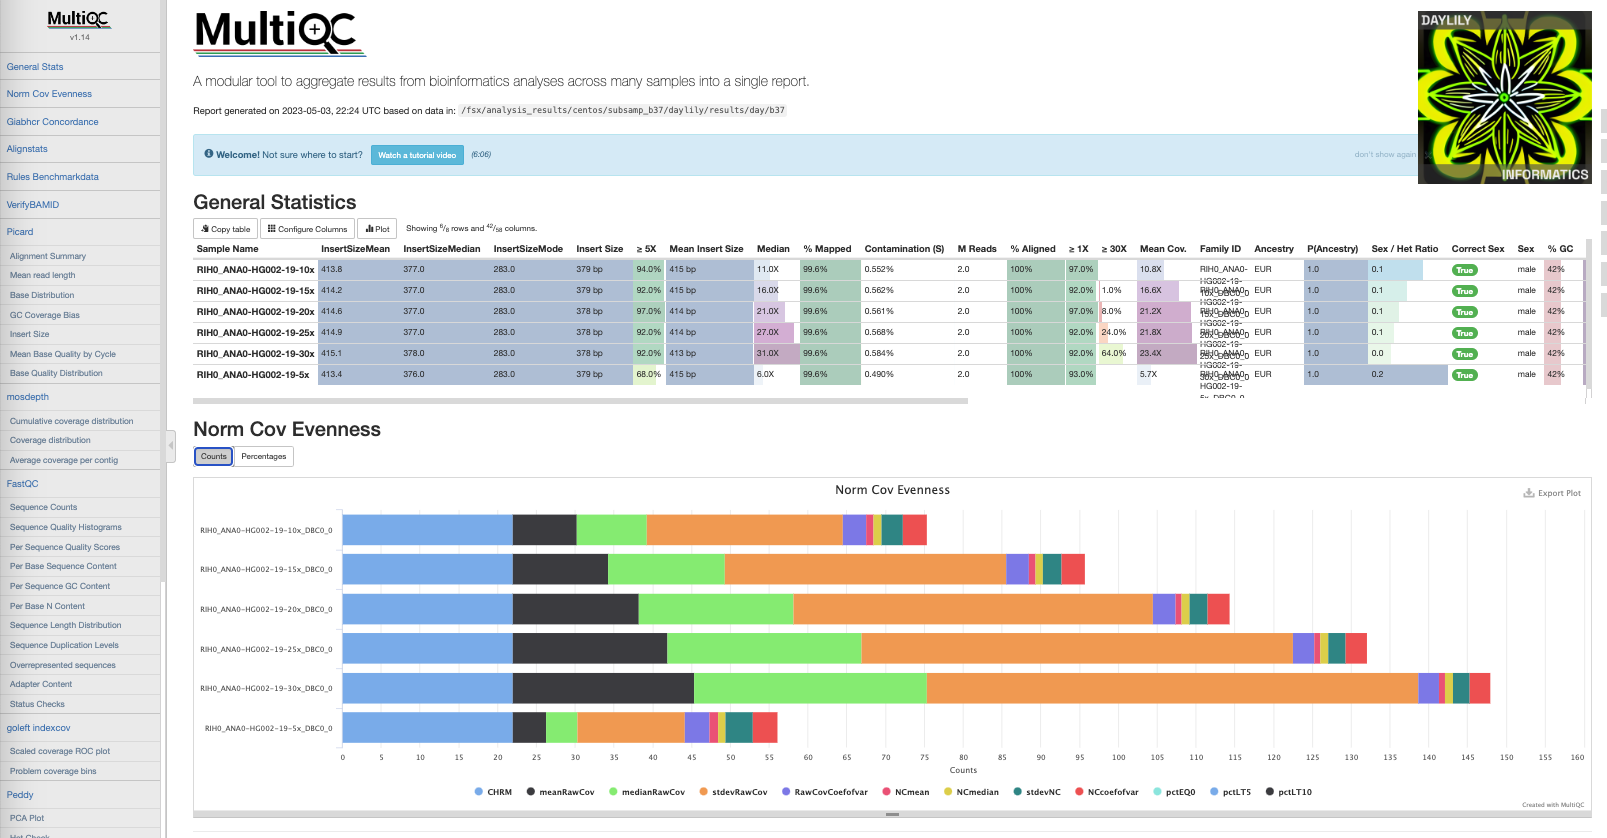 MultiQC
v1.14
General Stats
Norm Cov Evenness
Giabhcr Concordance
Alignstats
Rules Benchmarkdata
VerifyBAMID
Picard
Alignment Summary
Mean read length
Base Distribution
GC Coverage Bias
Insert Size
Mean Base Quality by Cycle
Base Quality Distribution
mosdepth
Cumulative coverage distribution
Coverage distribution
Average coverage per contig
FastQC
Sequence Counts
Sequence Quality Histograms
Per Sequence Quality Scores
Per Base Sequence Content
Per Sequence GC Content
Per Base N Content
Sequence Length Distribution
Sequence Duplication Levels
Overrepresented sequences
Adapter Content
Status Checks
goleft indexcov
Scaled coverage ROC plot
Problem coverage bins
Peddy
PCA Plot
MultiQC
DAYLILY
INFORMATICS
A modular tool to aggregate results from bioinformatics analyses across many samples into a single report.
Report generated on 2023-05-03, 22:24 UTC based on data in: /fsx/analysis_results/centos/subsamp_b37/daylily/results/day/b37
Welcome! Not sure where to start? Watch a tutorial video (6:06) don't show again
General Statistics
Copy table Configure Columns Plot Showing 6/6 rows and 42/58 columns.
Sample Name InsertSizeMean InsertSizeMedian InsertSizeMode Insert Size ≥ 5X Mean Insert Size Median % Mapped Contamination (S) M Reads % Aligned ≥ 1X ≥ 30X Mean Cov. Family ID Ancestry P(Ancestry) Sex / Het Ratio Correct Sex Sex % GC
RIH0_ANA0-HG002-19-10x 413.8 377.0 283.0 379 bp 94.0% 415 bp 11.0X 99.6% 0.552% 2.0 100% 97.0% 10.8X RIH0_ANA0- EUR 1.0 0.1 True male 42%
RIH0_ANA0-HG002-19-15x 414.2 377.0 283.0 379 bp 92.0% 415 bp 16.0X 99.6% 0.562% 2.0 100% 92.0% 1.0% 16.6X EUR 1.0 0.1 True male 42%
RIH0_ANA0-HG002-19-20x 414.6 377.0 283.0 378 bp 97.0% 414 bp 21.0X 99.6% 0.561% 2.0 100% 97.0% 8.0% 21.2X EUR 1.0 0.1 True male 42%
RIH0_ANA0-HG002-19-25x 414.9 377.0 283.0 378 bp 92.0% 414 bp 27.0X 99.6% 0.568% 2.0 100% 92.0% 24.0% 21.8X EUR 1.0 0.1 True male 42%
RIH0_ANA0-HG002-19-30x 415.1 378.0 283.0 378 bp 92.0% 413 bp 31.0X 99.6% 0.584% 2.0 100% 92.0% 64.0% 23.4X EUR 1.0 0.0 True male 42%
RIH0_ANA0-HG002-19-5x 413.4 376.0 283.0 379 bp 68.0% 415 bp 6.0X 99.6% 0.490% 2.0 100% 93.0% 5.7X EUR 1.0 0.2 True male 42%
HG002-19-
Norm Cov Evenness
Counts Percentages
Norm Cov Evenness
Export Plot
RIH0_ANA0-HG002-19-10x_DBC0_0
RIH0_ANA0-HG002-19-15x_DBC0_0
RIH0_ANA0-HG002-19-20x_DBC0_0
RIH0_ANA0-HG002-19-25x_DBC0_0
RIH0_ANA0-HG002-19-30x_DBC0_0
RIH0_ANA0-HG002-19-5x_DBC0_0
0 5 10 15 20 25 30 35 40 45 50 55 60 65 70 75 80 85 90 95 100 105 110 115 120 125 130 135 140 145 150 155 160
Counts
CHRM meanRawCov medianRawCov stdevRawCov RawCovCoefofvar NCmean NCmedian stdevNC NCcoefofvar pctEQ0 pctLT5 pctLT10
Created with MultiQC